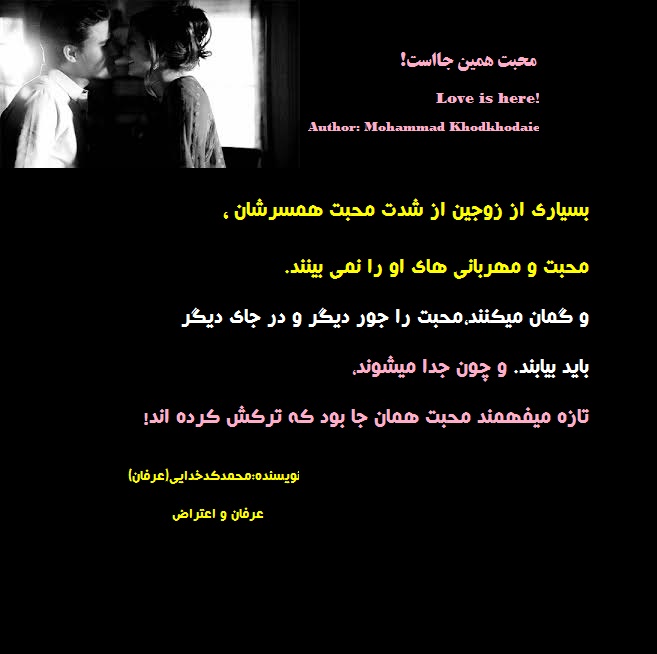 محبت همین جااست!
Love is here!
Author: Mohammad Khodkhodaie
بسیاری از زوجین از شدت محبت همسرشان ،
محبت و مهربانی های او را نمی بینند.
و گمان میکنند،محبت را جور دیگر و در جای دیگر
باید بیابند. و چون جدا میشوند،
تازه میفهمند محبت همان جا بود که ترکش کرده اند!
نویسنده:محمدکدخدایی(عرفان)
عرفان و اعتراض